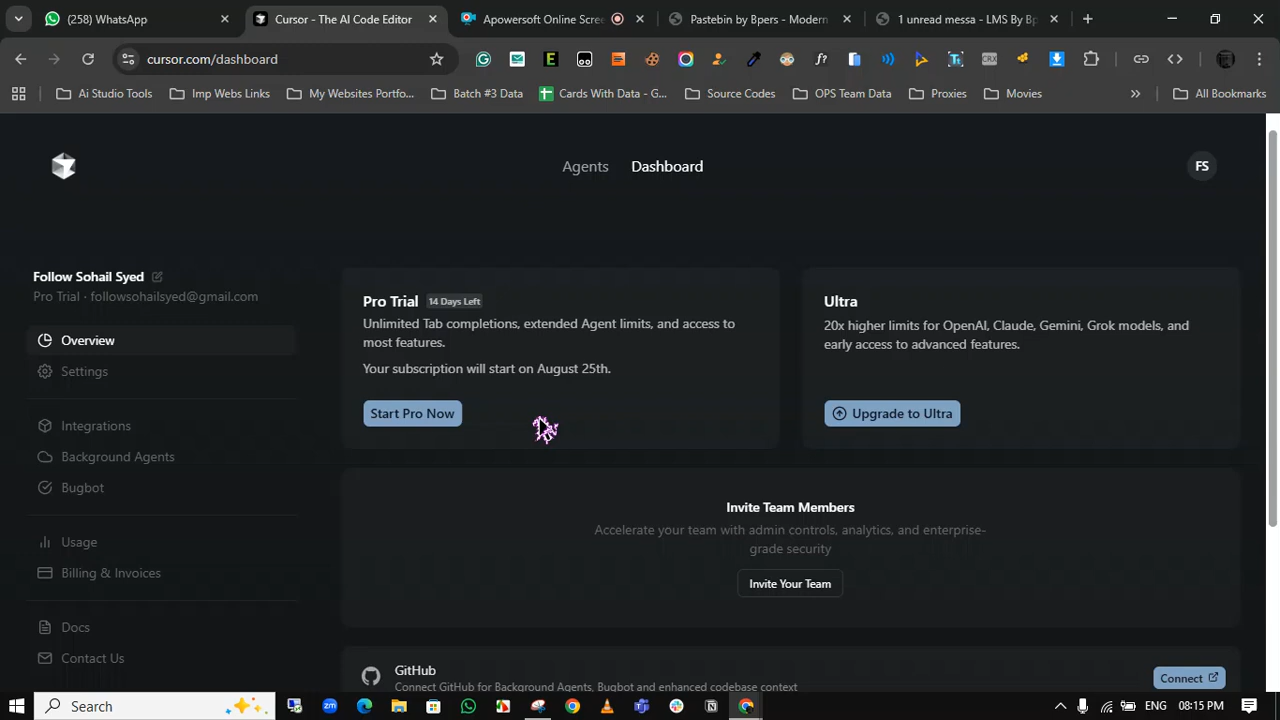 (258) WhatsApp
Cursor - The AI Code Editor
Apowersoft Online Scre
Pastebin by Bpers - Modern
1 unread messa - LMS By Bp
cursor.com/dashboard
Ai Studio Tools
Imp Webs Links
My Websites Portfo...
Batch #3 Data
Cards With Data - G...
Source Codes
OPS Team Data
Proxies
Movies
All Bookmarks
Agents
Dashboard
FS
Follow Sohail Syed
Pro Trial · followsohailsyed@gmail.com
Overview
Settings
Integrations
Background Agents
Bugbot
Usage
Billing & Invoices
Docs
Contact Us
Pro Trial 14 Days Left
Unlimited Tab completions, extended Agent limits, and access to
most features.
Your subscription will start on August 25th.
Start Pro Now
Ultra
20x higher limits for OpenAI, Claude, Gemini, Grok models, and
early access to advanced features.
Upgrade to Ultra
Invite Team Members
Accelerate your team with admin controls, analytics, and enterprise-
grade security
Invite Your Team
GitHub
Connect GitHub for Background Agents, Bugbot and enhanced codebase context
Connect
Search
ENG
08:15 PM